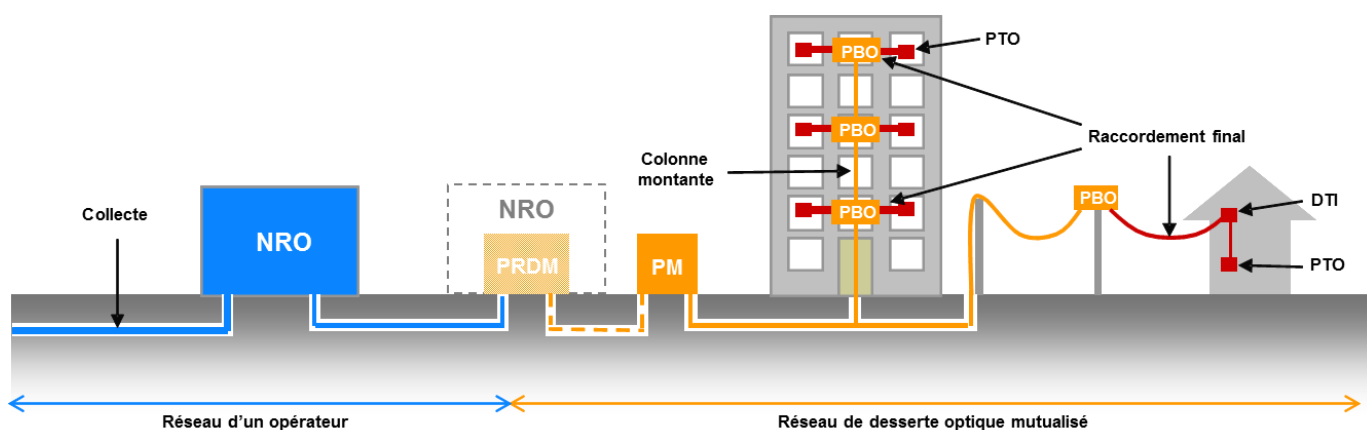 PBO
PTO
PBO
Raccordement final
Colonne
montante
PBO
PBO
DTI
Collecte
NRO
NRO
PRDM
PM
PTO
Réseau d'un opérateur
Réseau de desserte optique mutualisé